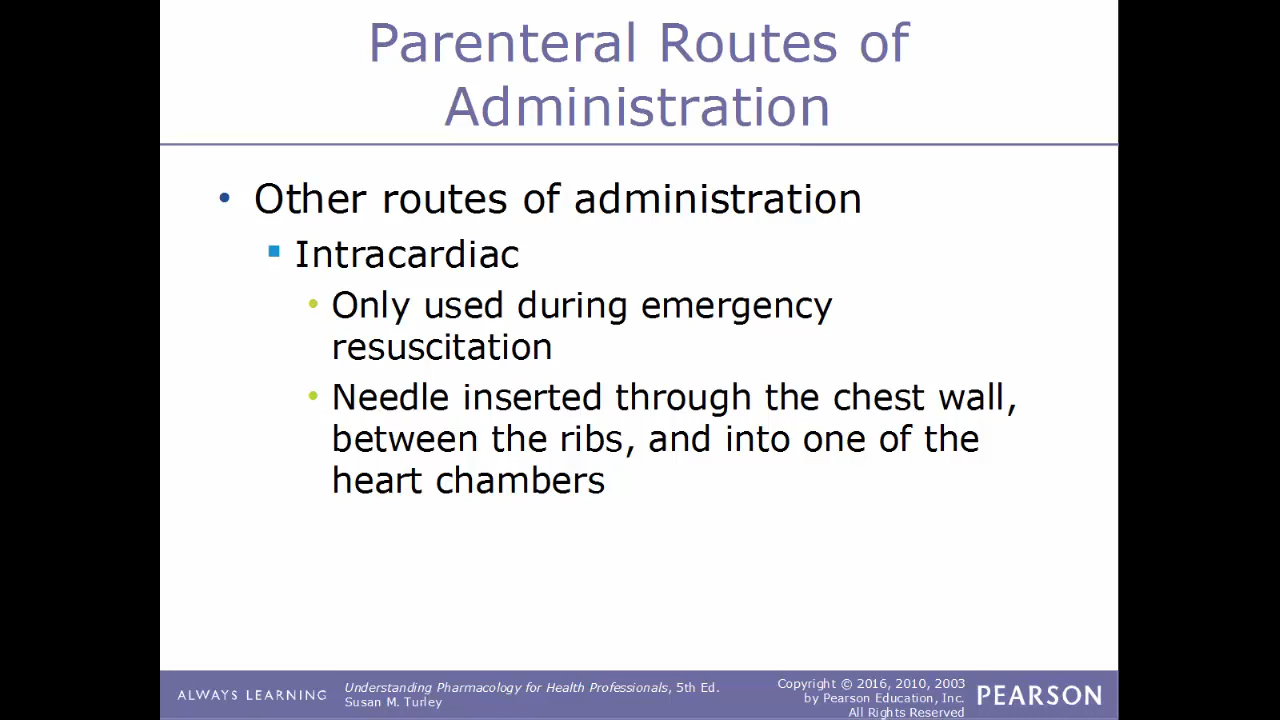 Parenteral Routes of
Administration
• Other routes of administration
▪ Intracardiac
• Only used during emergency
resuscitation
• Needle inserted through the chest wall,
between the ribs, and into one of the
heart chambers
ALWAYS LEARNING
Understanding Pharmacology for Health Professionals, 5th Ed.
Susan M. Turley
Copyright © 2016, 2010, 2003
by Pearson Education, Inc.
All Rights Reserved
PEARSON